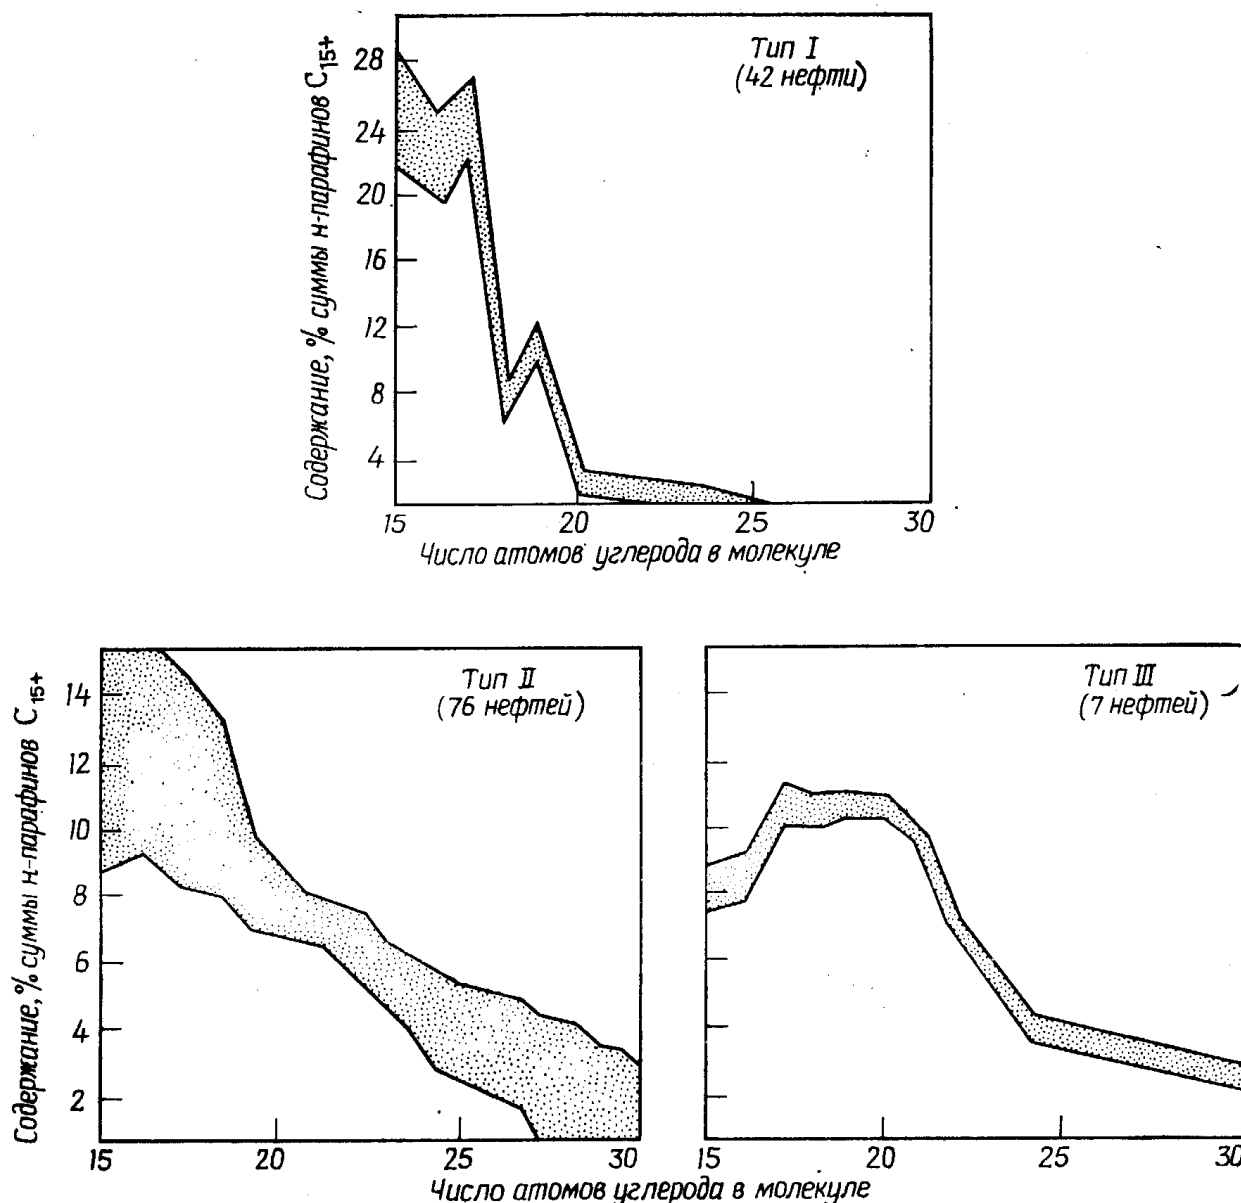 Тип I
(42 нефти)
Содержание, % суммы н-парафинов C₁₅₊
28
24
20
16
12
8
4
15 20 25 30
Число атомов углерода в молекуле
Тип II
(76 нефтей)
Содержание, % суммы н-парафинов C₁₅₊
14
12
10
8
6
4
2
15 20 25 30
Тип III
(7 нефтей)
15 20 25 30
Число атомов углерода в молекуле